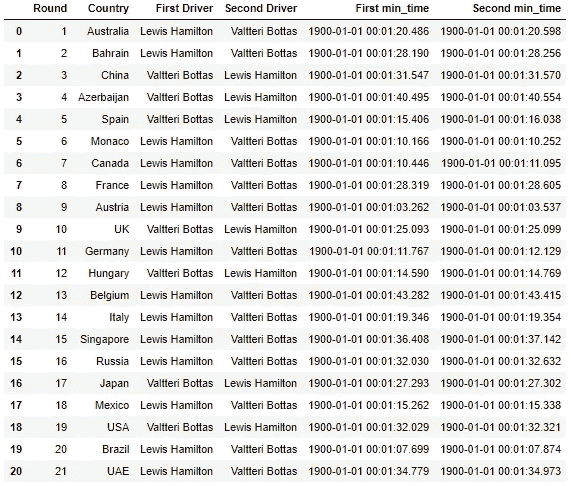 Round Country First Driver Second Driver First min_time Second min_time
0 1 Australia Lewis Hamilton Valtteri Bottas 1900-01-01 00:01:20.486 1900-01-01 00:01:20.598
1 2 Bahrain Lewis Hamilton Valtteri Bottas 1900-01-01 00:01:28.190 1900-01-01 00:01:28.256
2 3 China Valtteri Bottas Lewis Hamilton 1900-01-01 00:01:31.547 1900-01-01 00:01:31.570
3 4 Azerbaijan Valtteri Bottas Lewis Hamilton 1900-01-01 00:01:40.495 1900-01-01 00:01:40.554
4 5 Spain Valtteri Bottas Lewis Hamilton 1900-01-01 00:01:15.406 1900-01-01 00:01:16.038
5 6 Monaco Lewis Hamilton Valtteri Bottas 1900-01-01 00:01:10.166 1900-01-01 00:01:10.252
6 7 Canada Lewis Hamilton Valtteri Bottas 1900-01-01 00:01:10.446 1900-01-01 00:01:11.095
7 8 France Lewis Hamilton Valtteri Bottas 1900-01-01 00:01:28.319 1900-01-01 00:01:28.605
8 9 Austria Lewis Hamilton Valtteri Bottas 1900-01-01 00:01:03.262 1900-01-01 00:01:03.537
9 10 UK Valtteri Bottas Lewis Hamilton 1900-01-01 00:01:25.093 1900-01-01 00:01:25.099
10 11 Germany Lewis Hamilton Valtteri Bottas 1900-01-01 00:01:11.767 1900-01-01 00:01:12.129
11 12 Hungary Valtteri Bottas Lewis Hamilton 1900-01-01 00:01:14.590 1900-01-01 00:01:14.769
12 13 Belgium Lewis Hamilton Valtteri Bottas 1900-01-01 00:01:43.282 1900-01-01 00:01:43.415
13 14 Italy Lewis Hamilton Valtteri Bottas 1900-01-01 00:01:19.346 1900-01-01 00:01:19.354
14 15 Singapore Lewis Hamilton Valtteri Bottas 1900-01-01 00:01:36.408 1900-01-01 00:01:37.142
15 16 Russia Lewis Hamilton Valtteri Bottas 1900-01-01 00:01:32.030 1900-01-01 00:01:32.632
16 17 Japan Valtteri Bottas Lewis Hamilton 1900-01-01 00:01:27.293 1900-01-01 00:01:27.302
17 18 Mexico Lewis Hamilton Valtteri Bottas 1900-01-01 00:01:15.262 1900-01-01 00:01:15.338
18 19 USA Valtteri Bottas Lewis Hamilton 1900-01-01 00:01:32.029 1900-01-01 00:01:32.321
19 20 Brazil Lewis Hamilton Valtteri Bottas 1900-01-01 00:01:07.699 1900-01-01 00:01:07.874
20 21 UAE Lewis Hamilton Valtteri Bottas 1900-01-01 00:01:34.779 1900-01-01 00:01:34.973